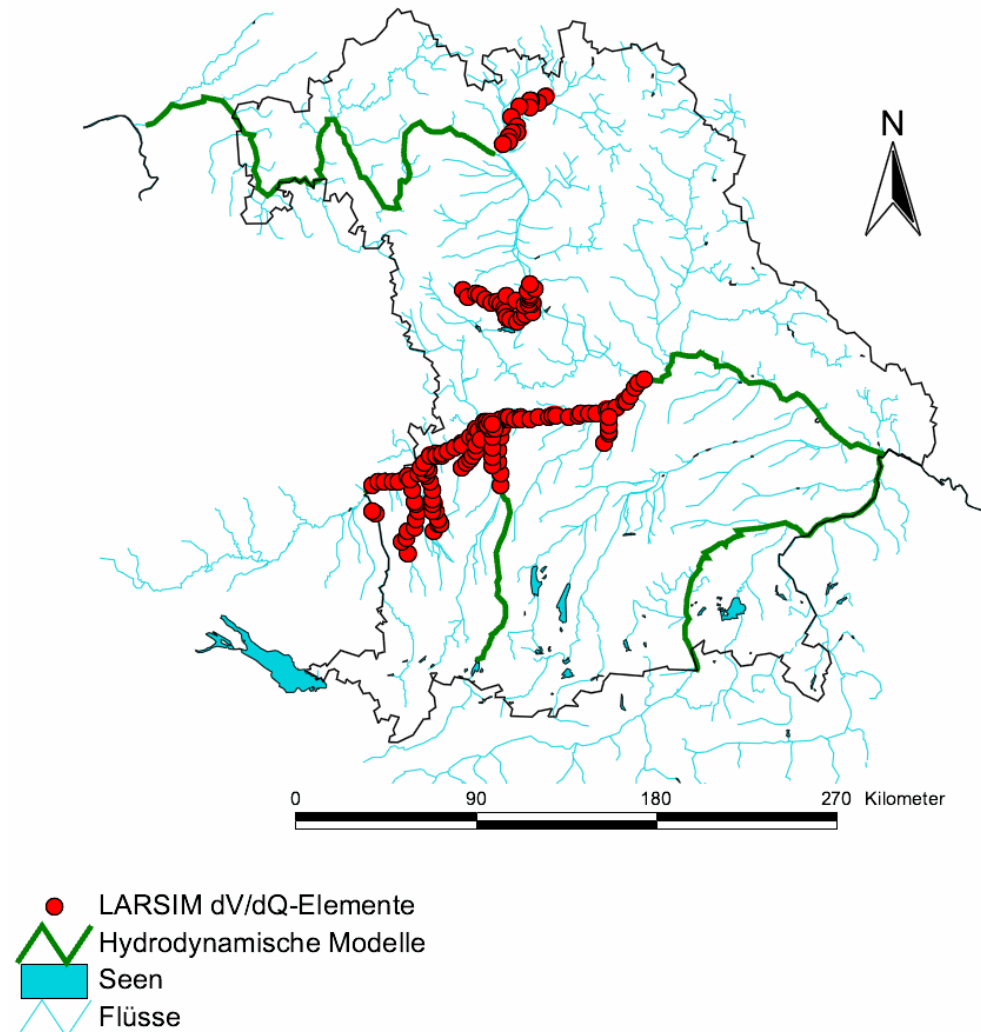 N
0 90 180 270 Kilometer
LARSIM dV/dQ-Elemente
Hydrodynamische Modelle
Seen
Flüsse